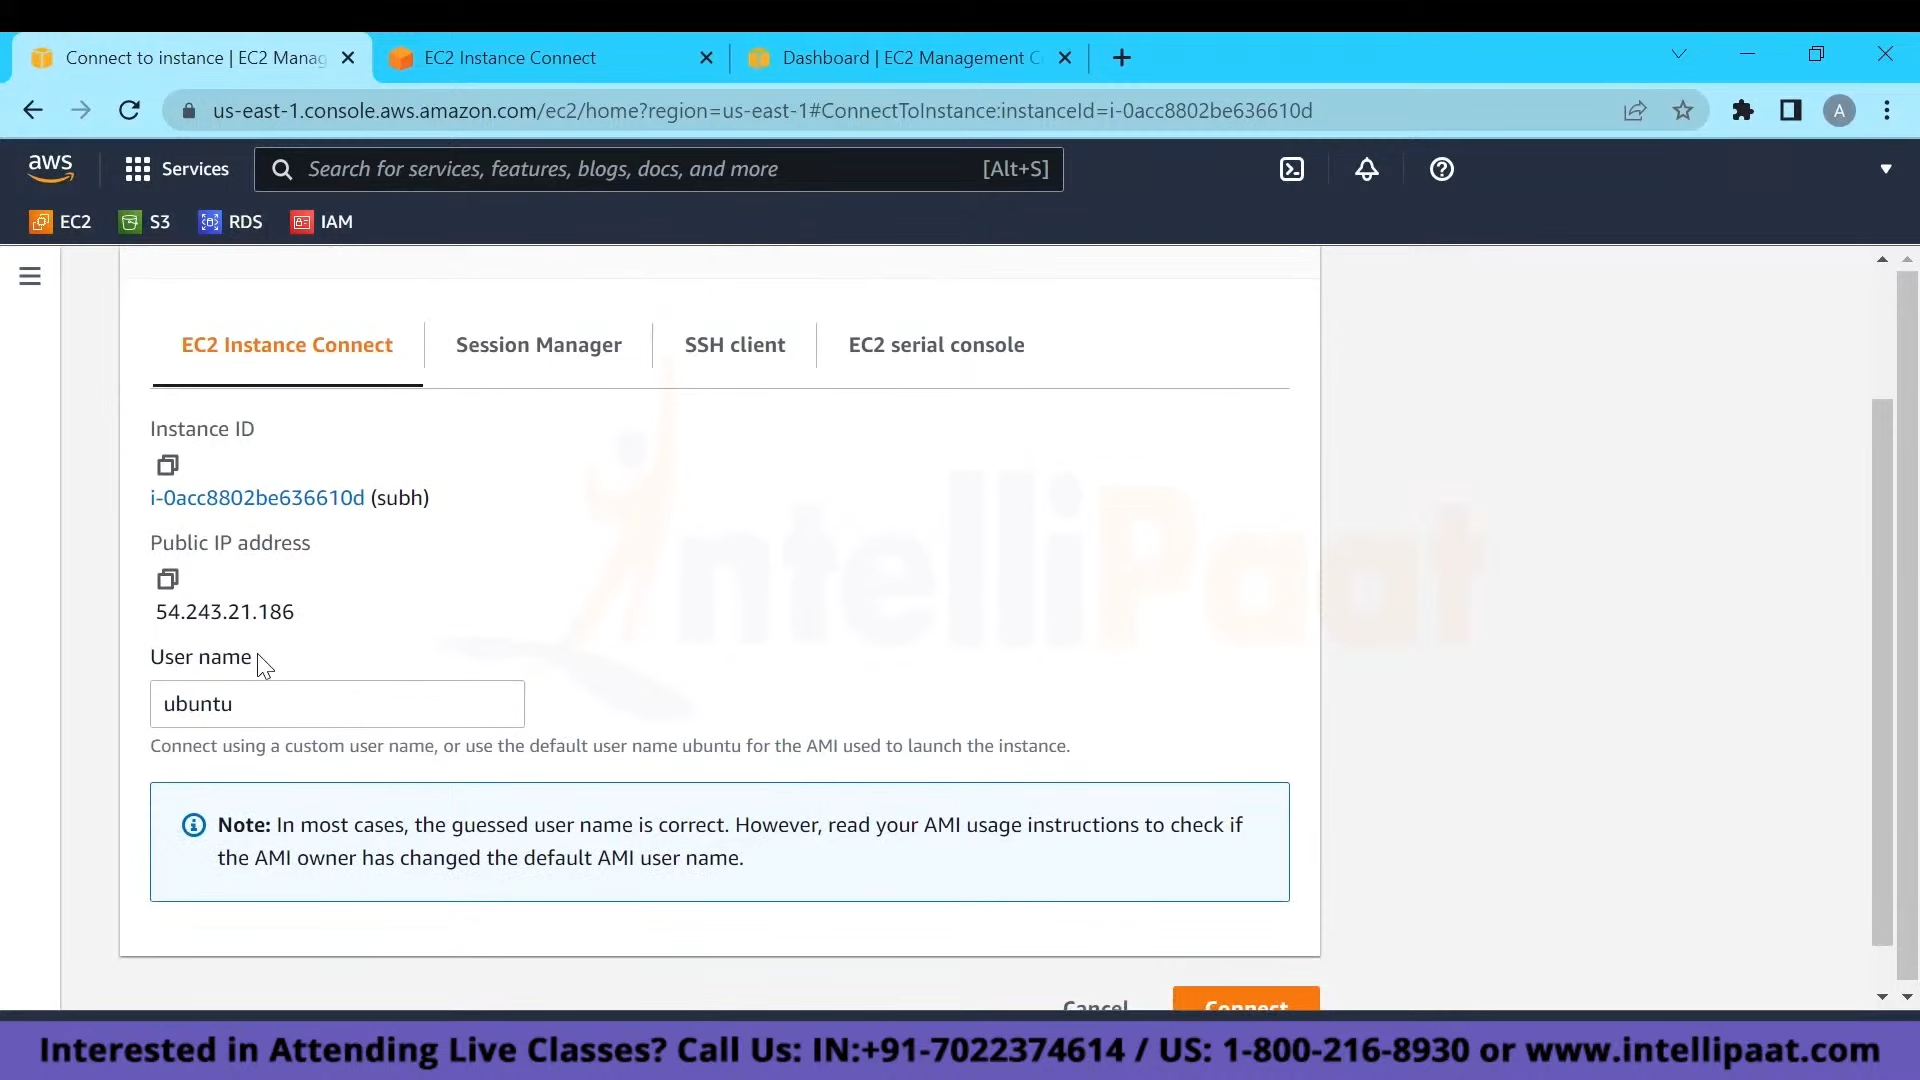 Connect to instance | EC2 Manag
EC2 Instance Connect
Dashboard | EC2 Management C
us-east-1.console.aws.amazon.com/ec2/home?region=us-east-1#ConnectToInstance:instanceId=i-0acc8802be636610d
A
aws
Services
Search for services, features, blogs, docs, and more
[Alt+S]
EC2
S3
RDS
IAM
EC2 Instance Connect
Session Manager
SSH client
EC2 serial console
Instance ID
i-0acc8802be636610d (subh)
Public IP address
54.243.21.186
User name
ubuntu
Connect using a custom user name, or use the default user name ubuntu for the AMI used to launch the instance.
Note: In most cases, the guessed user name is correct. However, read your AMI usage instructions to check if
the AMI owner has changed the default AMI user name.
IntelliPaat
Cancel
Connect
Interested in Attending Live Classes? Call Us: IN:+91-7022374614 / US: 1-800-216-8930 or www.intellipaat.com